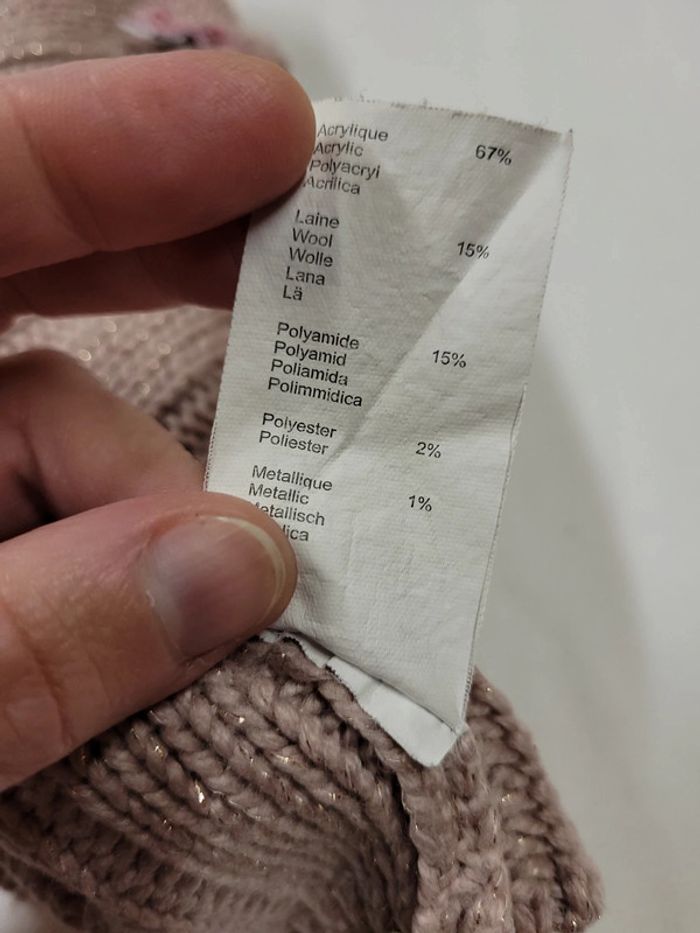 Acrylique
Acrylic 67%
Polyacryl
Acrilica
Laine
Wool
Wolle 15%
Lana
Lä
Polyamide
Polyamid 15%
Poliamida
Polimmidica
Polyester
Poliester 2%
Metallique
Metallic 1%